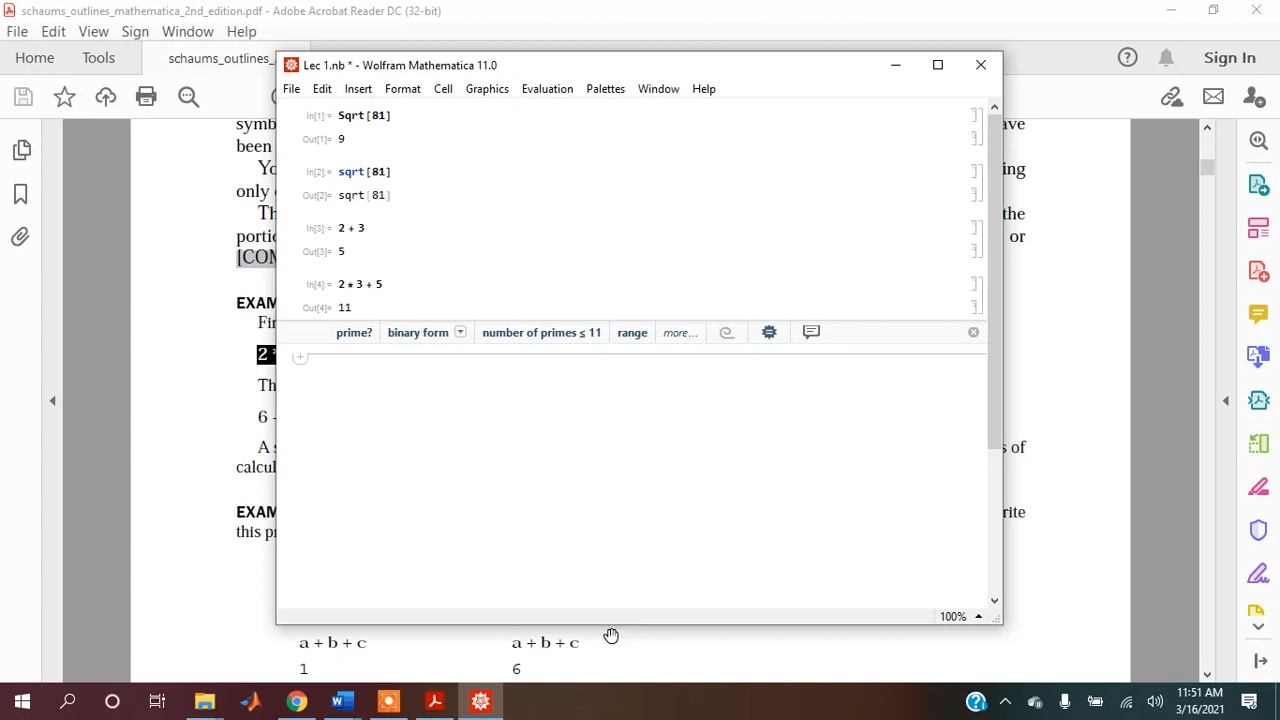 schaums_outlines_mathematica_2nd_edition.pdf - Adobe Acrobat Reader DC (32-bit)
File Edit View Sign Window Help
Home Tools schaums_outlines_ Sign In
Lec 1.nb * - Wolfram Mathematica 11.0
File Edit Insert Format Cell Graphics Evaluation Palettes Window Help
In[1]:= Sqrt[81]
Out[1]= 9
In[2]:= sqrt[81]
Out[2]= sqrt[81]
In[3]:= 2 + 3
Out[3]= 5
In[4]:= 2 * 3 + 5
Out[4]= 11
prime? binary form number of primes ≤ 11 range more...
100%
symb ave
been
Yo ing
only
Th the
portic or
[COM
EXAM
Fir
2 *
Th
6 -
A s s of
calcul
EXAM rite
this pr
a + b + c a + b + c
1 6
11:51 AM
3/16/2021